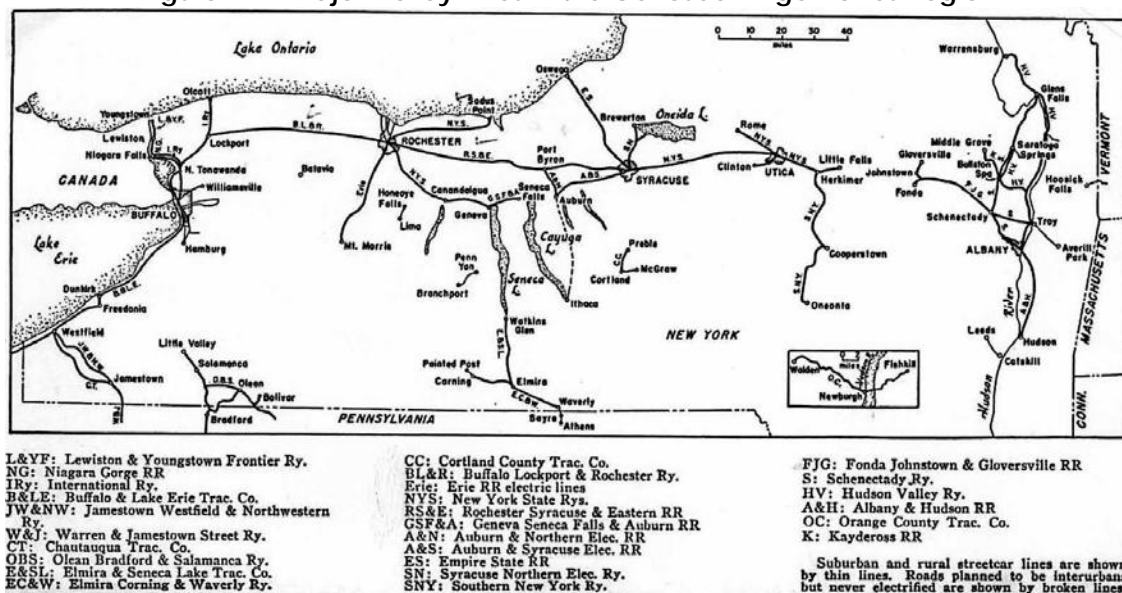 Lake Ontario
Oswego
Warrensburg
0 10 20 30 40
miles
H.V.
Glens Falls
Olcott
Youngstown
L.&Y.F.
Sodus Point
E.S.
Brewerton
Oneida L.
Rome
H.V.
Lewiston
I.Ry.
B.L.&R.
N.Y.S.
ROCHESTER
S.N.
N.Y.S.
Middle Grove
Saratoga Springs
VERMONT
Niagara Falls
N.G.
I.Ry
Lockport
R.S.&E.
Port Byron
N.Y.S.
N.Y.S.
Little Falls
Gloversville
K
Ballston Spa
H.V.
CANADA
N. Tonawanda
Batavia
A.&S.
SYRACUSE
Clinton
UTICA
Herkimer
Johnstown
Fonda
H.V.
Hoosick Falls
Williamsville
Erie
N.Y.S.
Honeoye Falls
Canandaigua
G.S.F.&A.
Seneca Falls
A.&N.
Auburn
F.J.G.
S
BUFFALO
Lima
Geneva
S.N.Y.
Schenectady
S
Troy
Lake Erie
Hamburg
Mt. Morris
Cayuga L.
Preble
C.C.
McGraw
Cortland
Cooperstown
S.
ALBANY
Averill Park
Penn Yan
Branchport
Seneca L.
Dunkirk
B.&L.E.
Fredonia
Ithaca
S.N.Y.
Oneonta
River
A.&H.
MASSACHUSETTS
Westfield
Little Valley
Watkins Glen
NEW YORK
Leeds
Hudson
J.W.&N.W.
Salamanca
E.&S.L.
Catskill
C.T.
Jamestown
Painted Post
Corning
Elmira
Walden
miles
Fishkill
O.B.S.
Olean
Bolivar
E.C.&W.
Waverly
O.C.
Newburgh
Hudson
CONN.
Bradford
PENNSYLVANIA
Sayre
Athens
L&YF: Lewiston & Youngstown Frontier Ry.
NG: Niagara Gorge RR
IRy: International Ry.
B&LE: Buffalo & Lake Erie Trac. Co.
JW&NW: Jamestown Westfield & Northwestern
Ry.
W&J: Warren & Jamestown Street Ry.
CT: Chautauqua Trac. Co.
OBS: Olean Bradford & Salamanca Ry.
E&SL: Elmira & Seneca Lake Trac. Co.
EC&W: Elmira Corning & Waverly Ry.
CC: Cortland County Trac. Co.
BL&R: Buffalo Lockport & Rochester Ry.
Erie: Erie RR electric lines
NYS: New York State Rys.
RS&E: Rochester Syracuse & Eastern RR
GSF&A: Geneva Seneca Falls & Auburn RR
A&N: Auburn & Northern Elec. RR
A&S: Auburn & Syracuse Elec. RR
ES: Empire State RR
SN: Syracuse Northern Elec. Ry.
SNY: Southern New York Ry.
FJG: Fonda Johnstown & Gloversville RR
S: Schenectady Ry.
HV: Hudson Valley Ry.
A&H: Albany & Hudson RR
OC: Orange County Trac. Co.
K: Kaydeross RR
Suburban and rural streetcar lines are shown
by thin lines. Roads planned to be interurbans
but never electrified are shown by broken lines